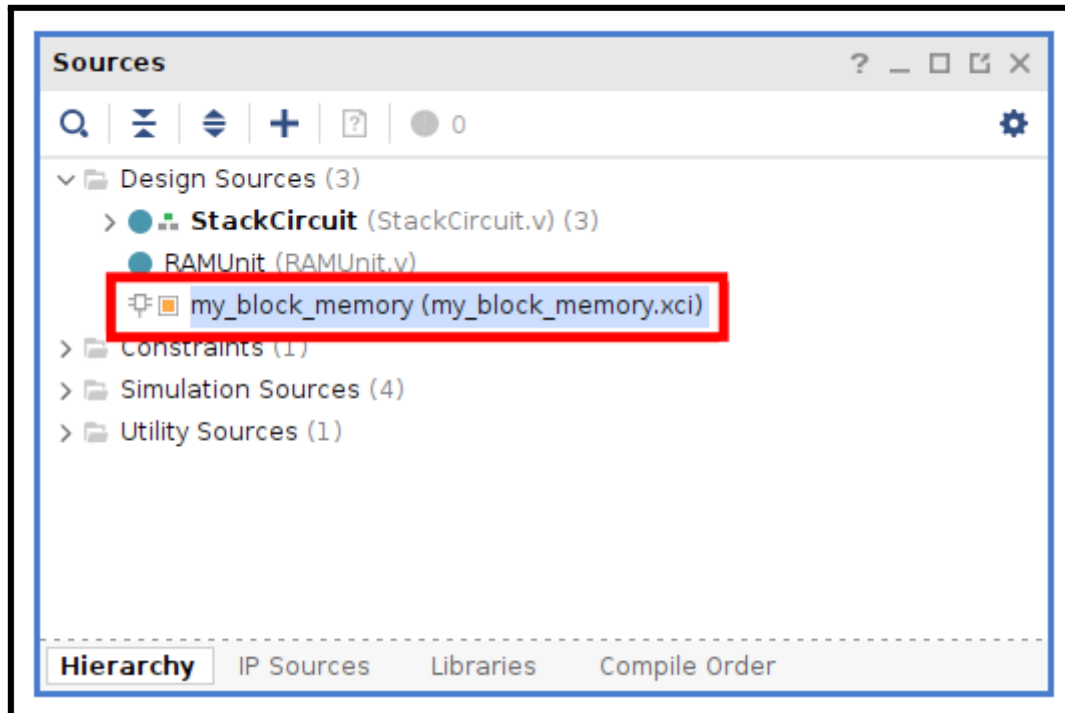 Sources
0
Design Sources (3)
StackCircuit (StackCircuit.v) (3)
RAMUnit (RAMUnit.v)
my_block_memory (my_block_memory.xci)
Constraints (1)
Simulation Sources (4)
Utility Sources (1)
Hierarchy IP Sources Libraries Compile Order